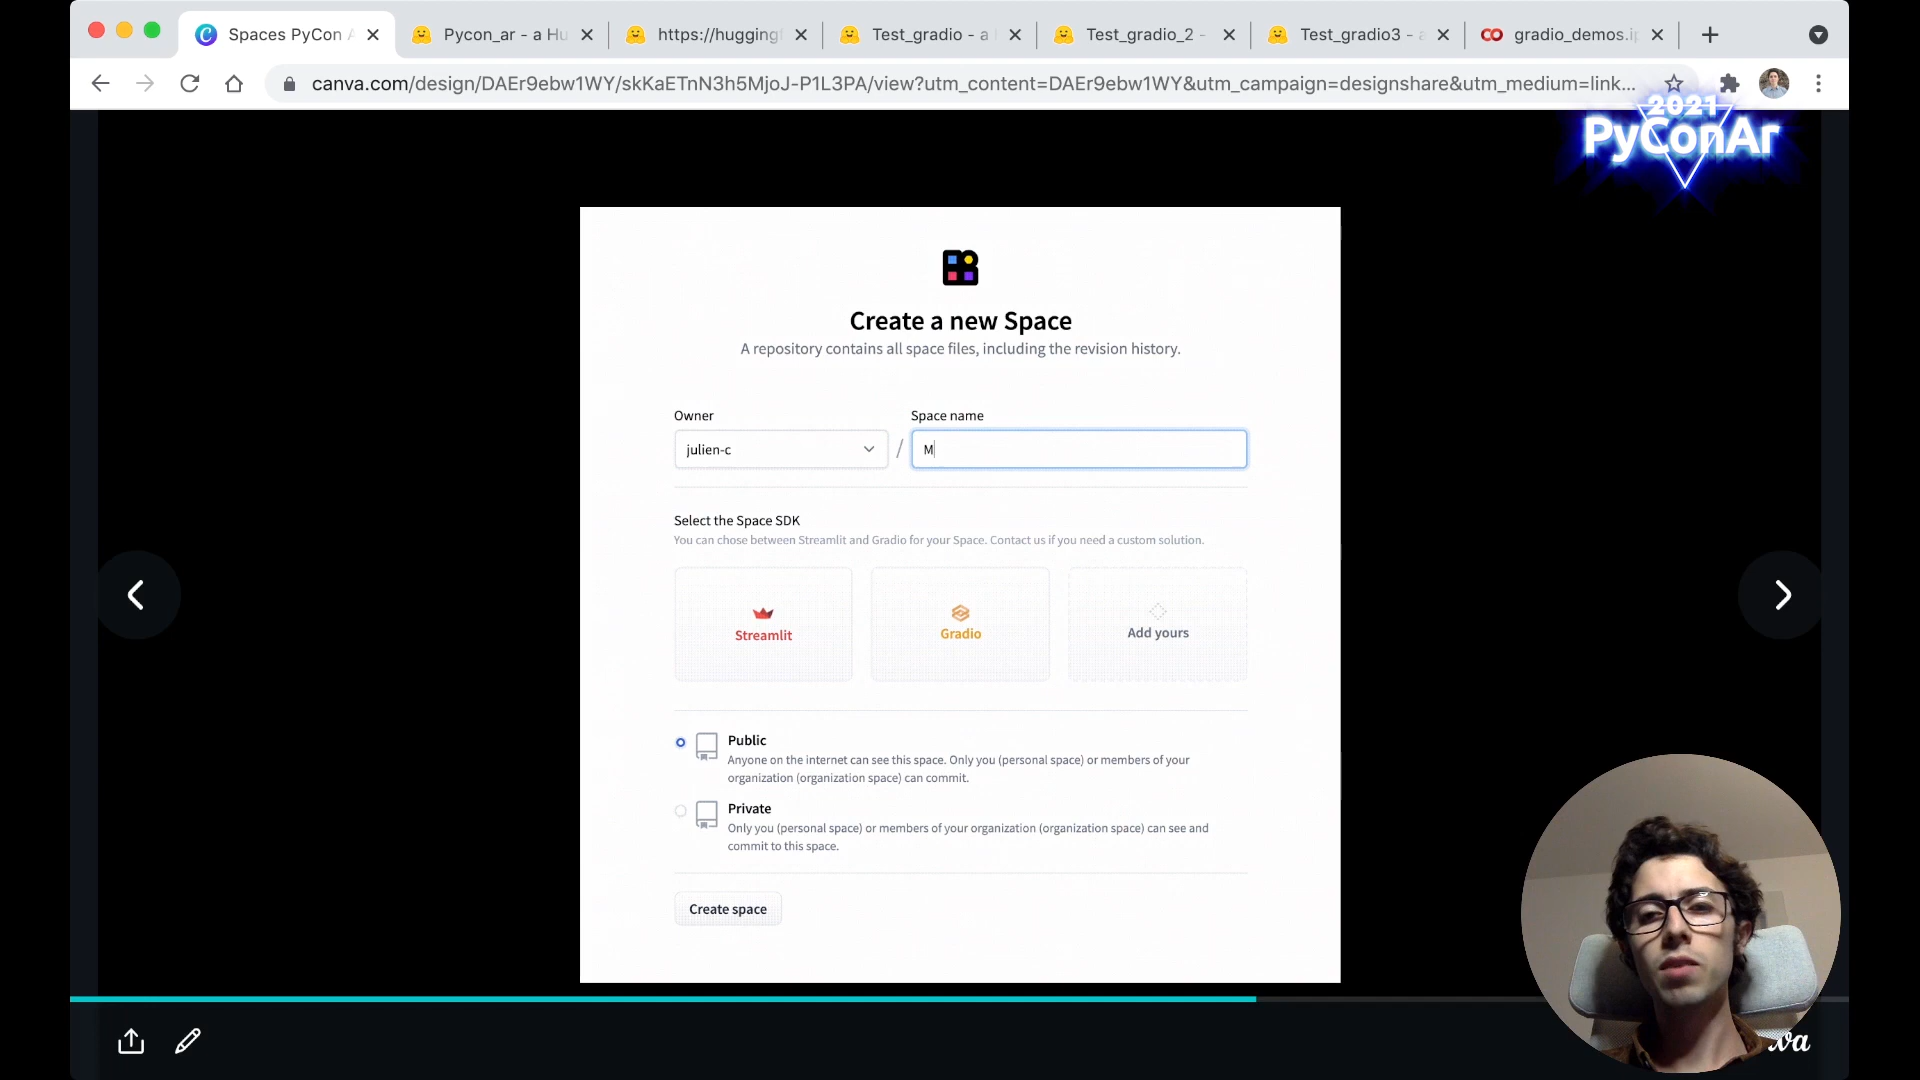 Spaces PyCon A
Pycon_ar - a Hu
https://hugging
Test_gradio - a
Test_gradio_2 -
Test_gradio3 - a
gradio_demos.i
canva.com/design/DAEr9ebw1WY/skKaETnN3h5MjoJ-P1L3PA/view?utm_content=DAEr9ebw1WY&utm_campaign=designshare&utm_medium=link...
2021
PyConAr
Create a new Space
A repository contains all space files, including the revision history.
Owner
Space name
julien-c
/
M
Select the Space SDK
You can chose between Streamlit and Gradio for your Space. Contact us if you need a custom solution.
Streamlit
Gradio
Add yours
Public
Anyone on the internet can see this space. Only you (personal space) or members of your
organization (organization space) can commit.
Private
Only you (personal space) or members of your organization (organization space) can see and
commit to this space.
Create space
va